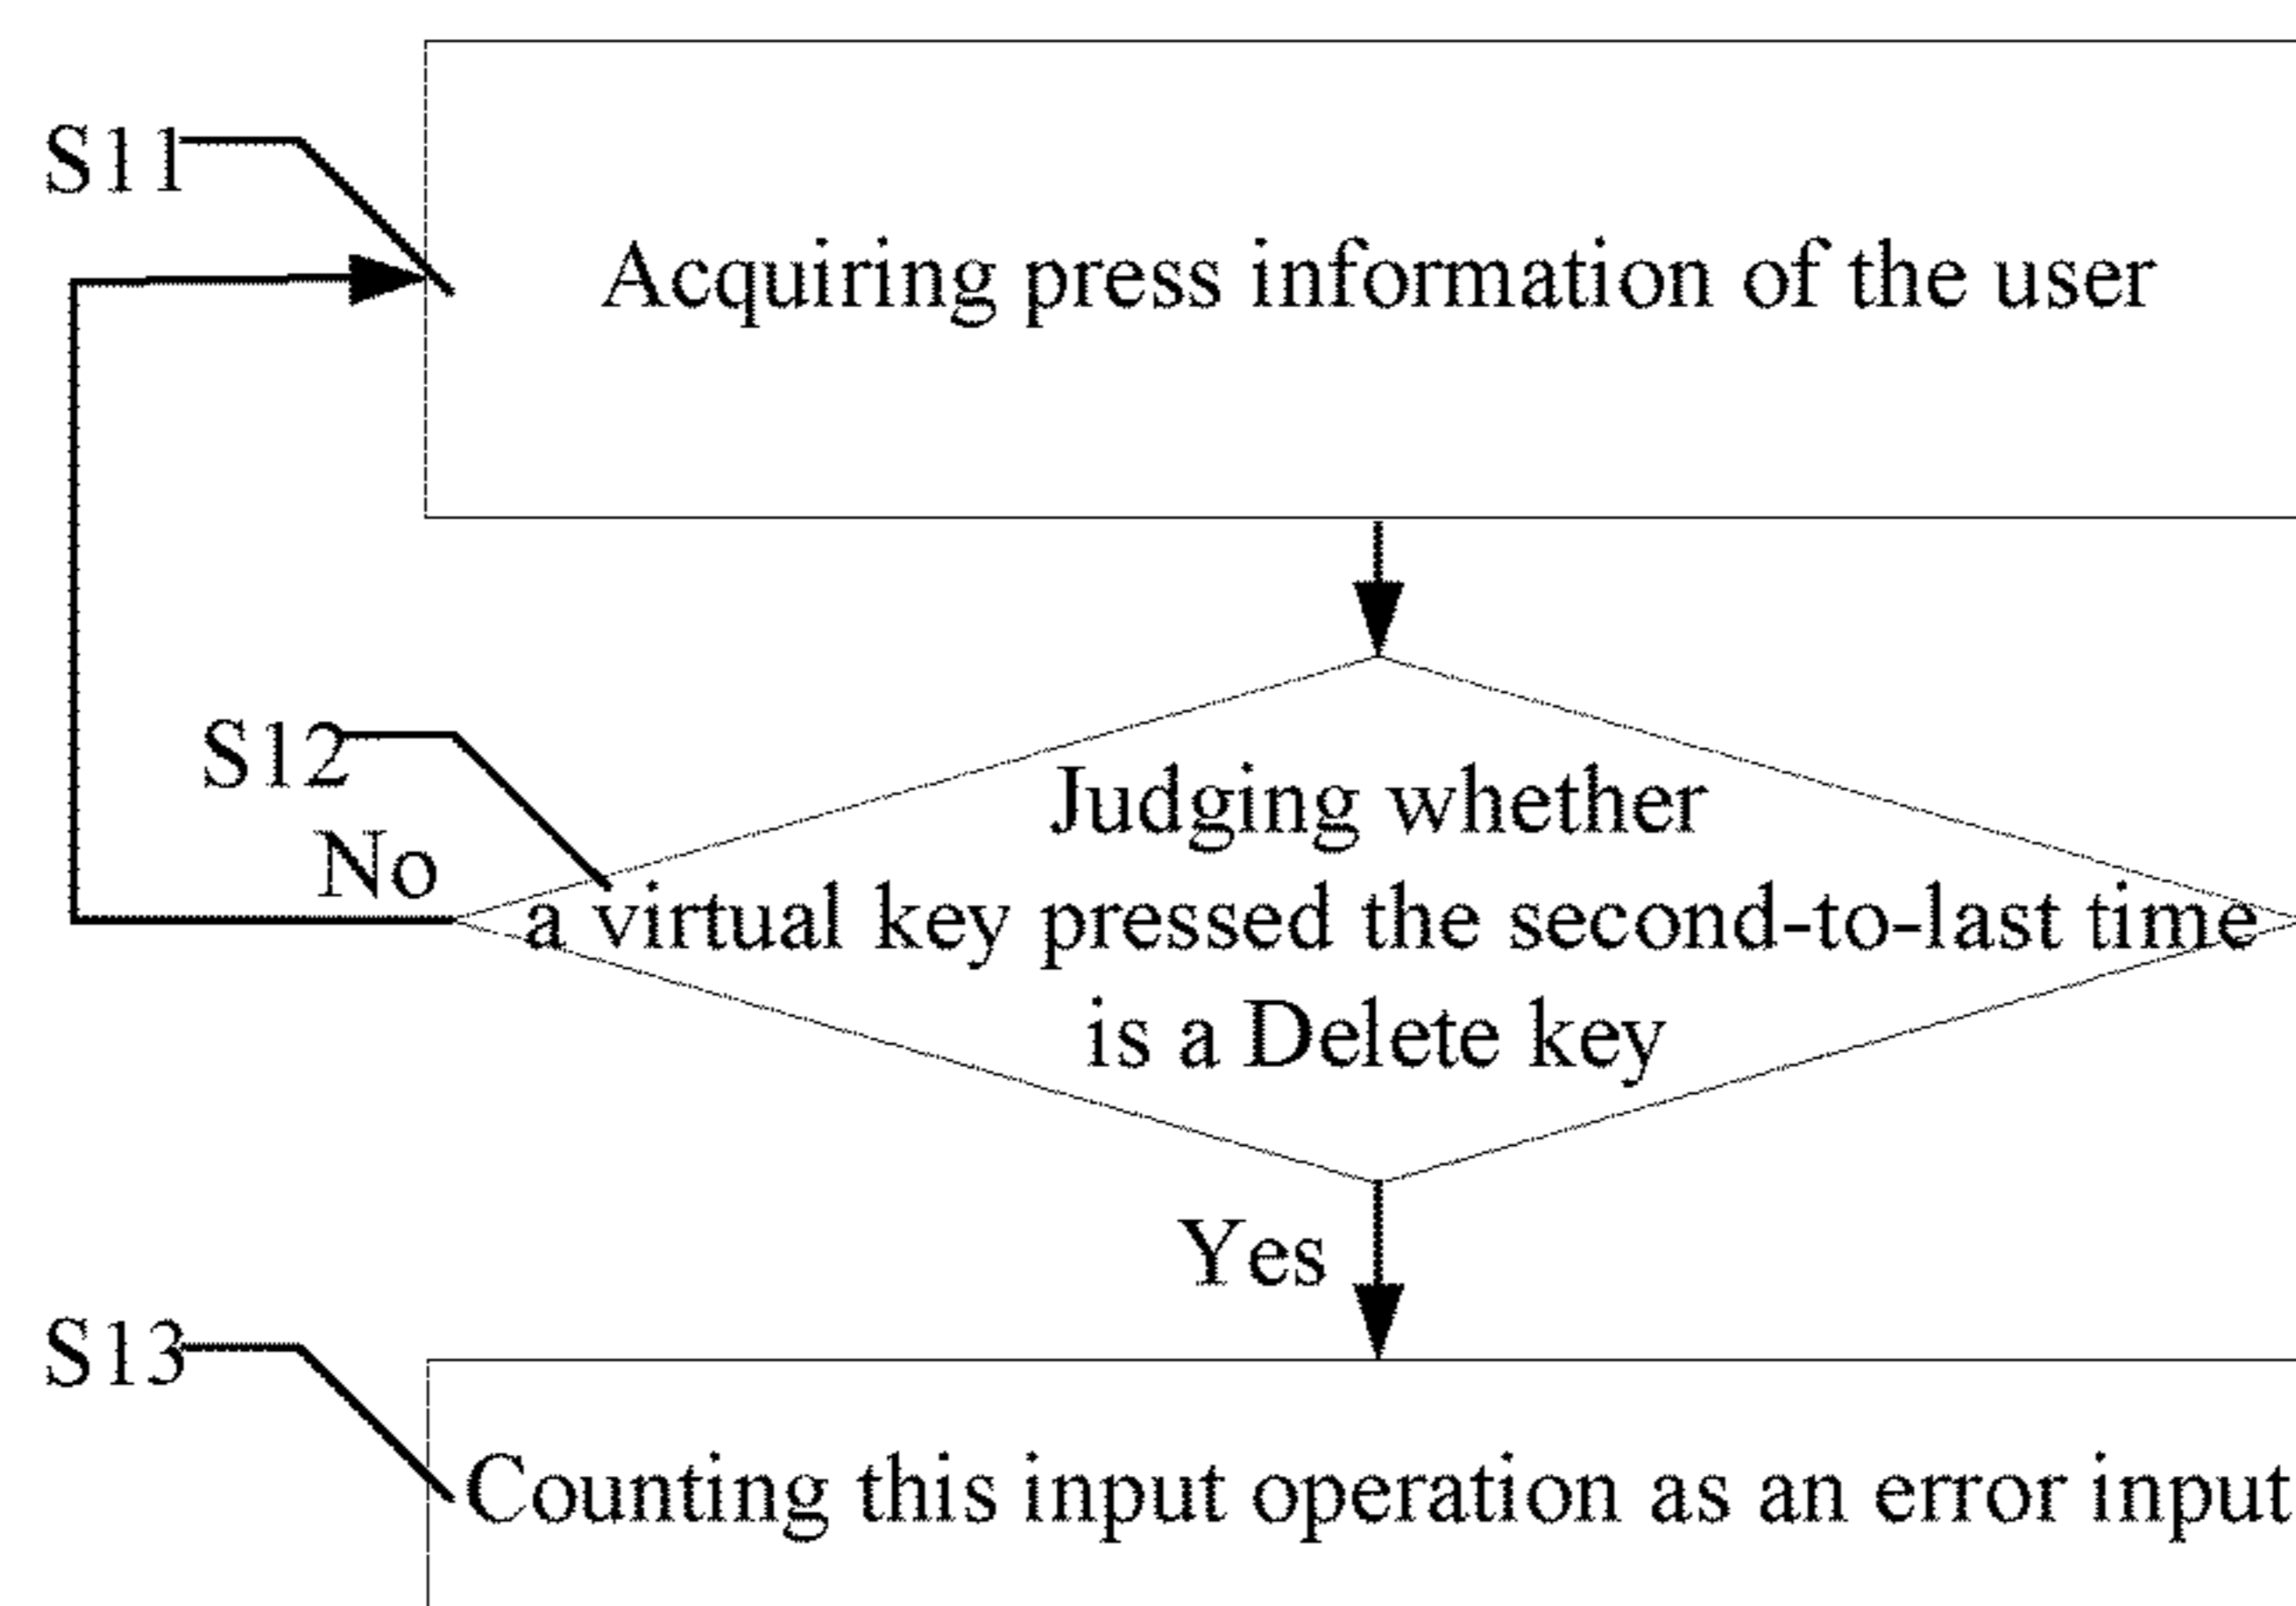 S11
Acquiring press information of the user
S12
No
Judging whether
a virtual key pressed the second-to-last time
is a Delete key
Yes
S13
Counting this input operation as an error input